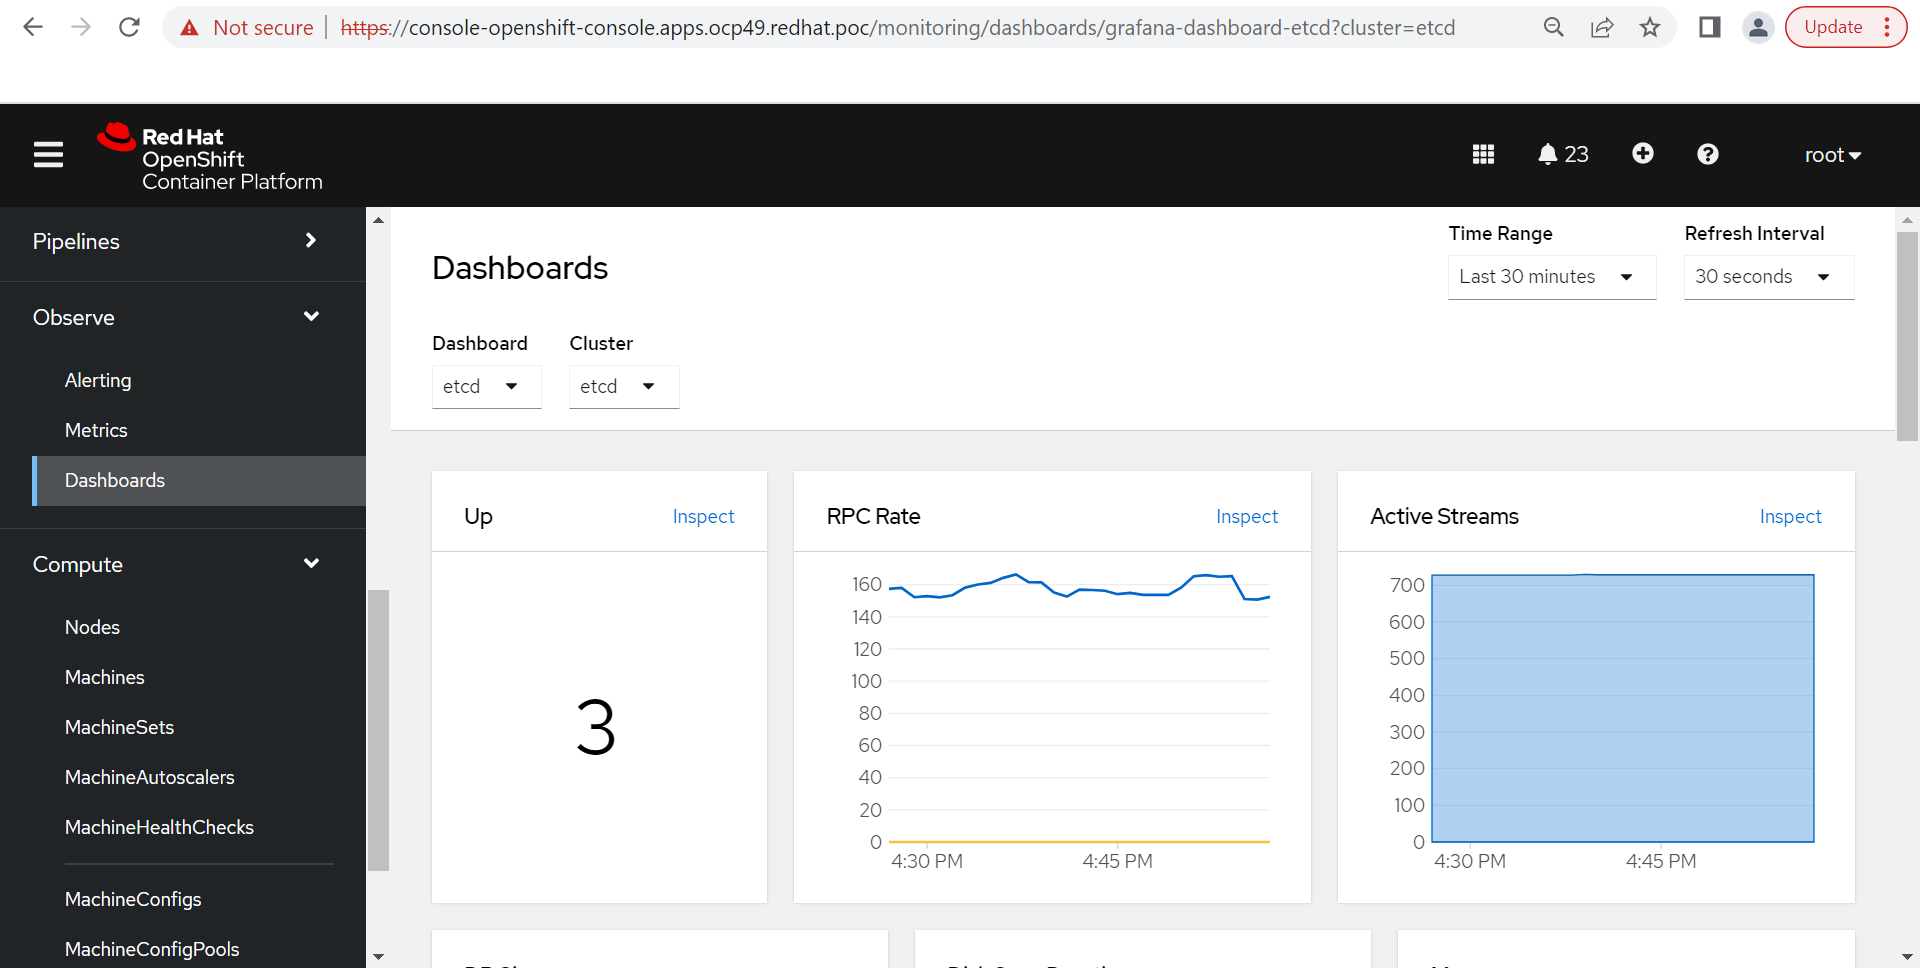 Not secure | https://console-openshift-console.apps.ocp49.redhat.poc/monitoring/dashboards/grafana-dashboard-etcd?cluster=etcd
Update
Red Hat
OpenShift
Container Platform
23
root
Pipelines
Observe
Alerting
Metrics
Dashboards
Compute
Nodes
Machines
MachineSets
MachineAutoscalers
MachineHealthChecks
MachineConfigs
MachineConfigPools
Dashboards
Time Range
Last 30 minutes
Refresh Interval
30 seconds
Dashboard
etcd
Cluster
etcd
Up
Inspect
3
RPC Rate
Inspect
160
140
120
100
80
60
40
20
0
4:30 PM
4:45 PM
Active Streams
Inspect
700
600
500
400
300
200
100
0
4:30 PM
4:45 PM